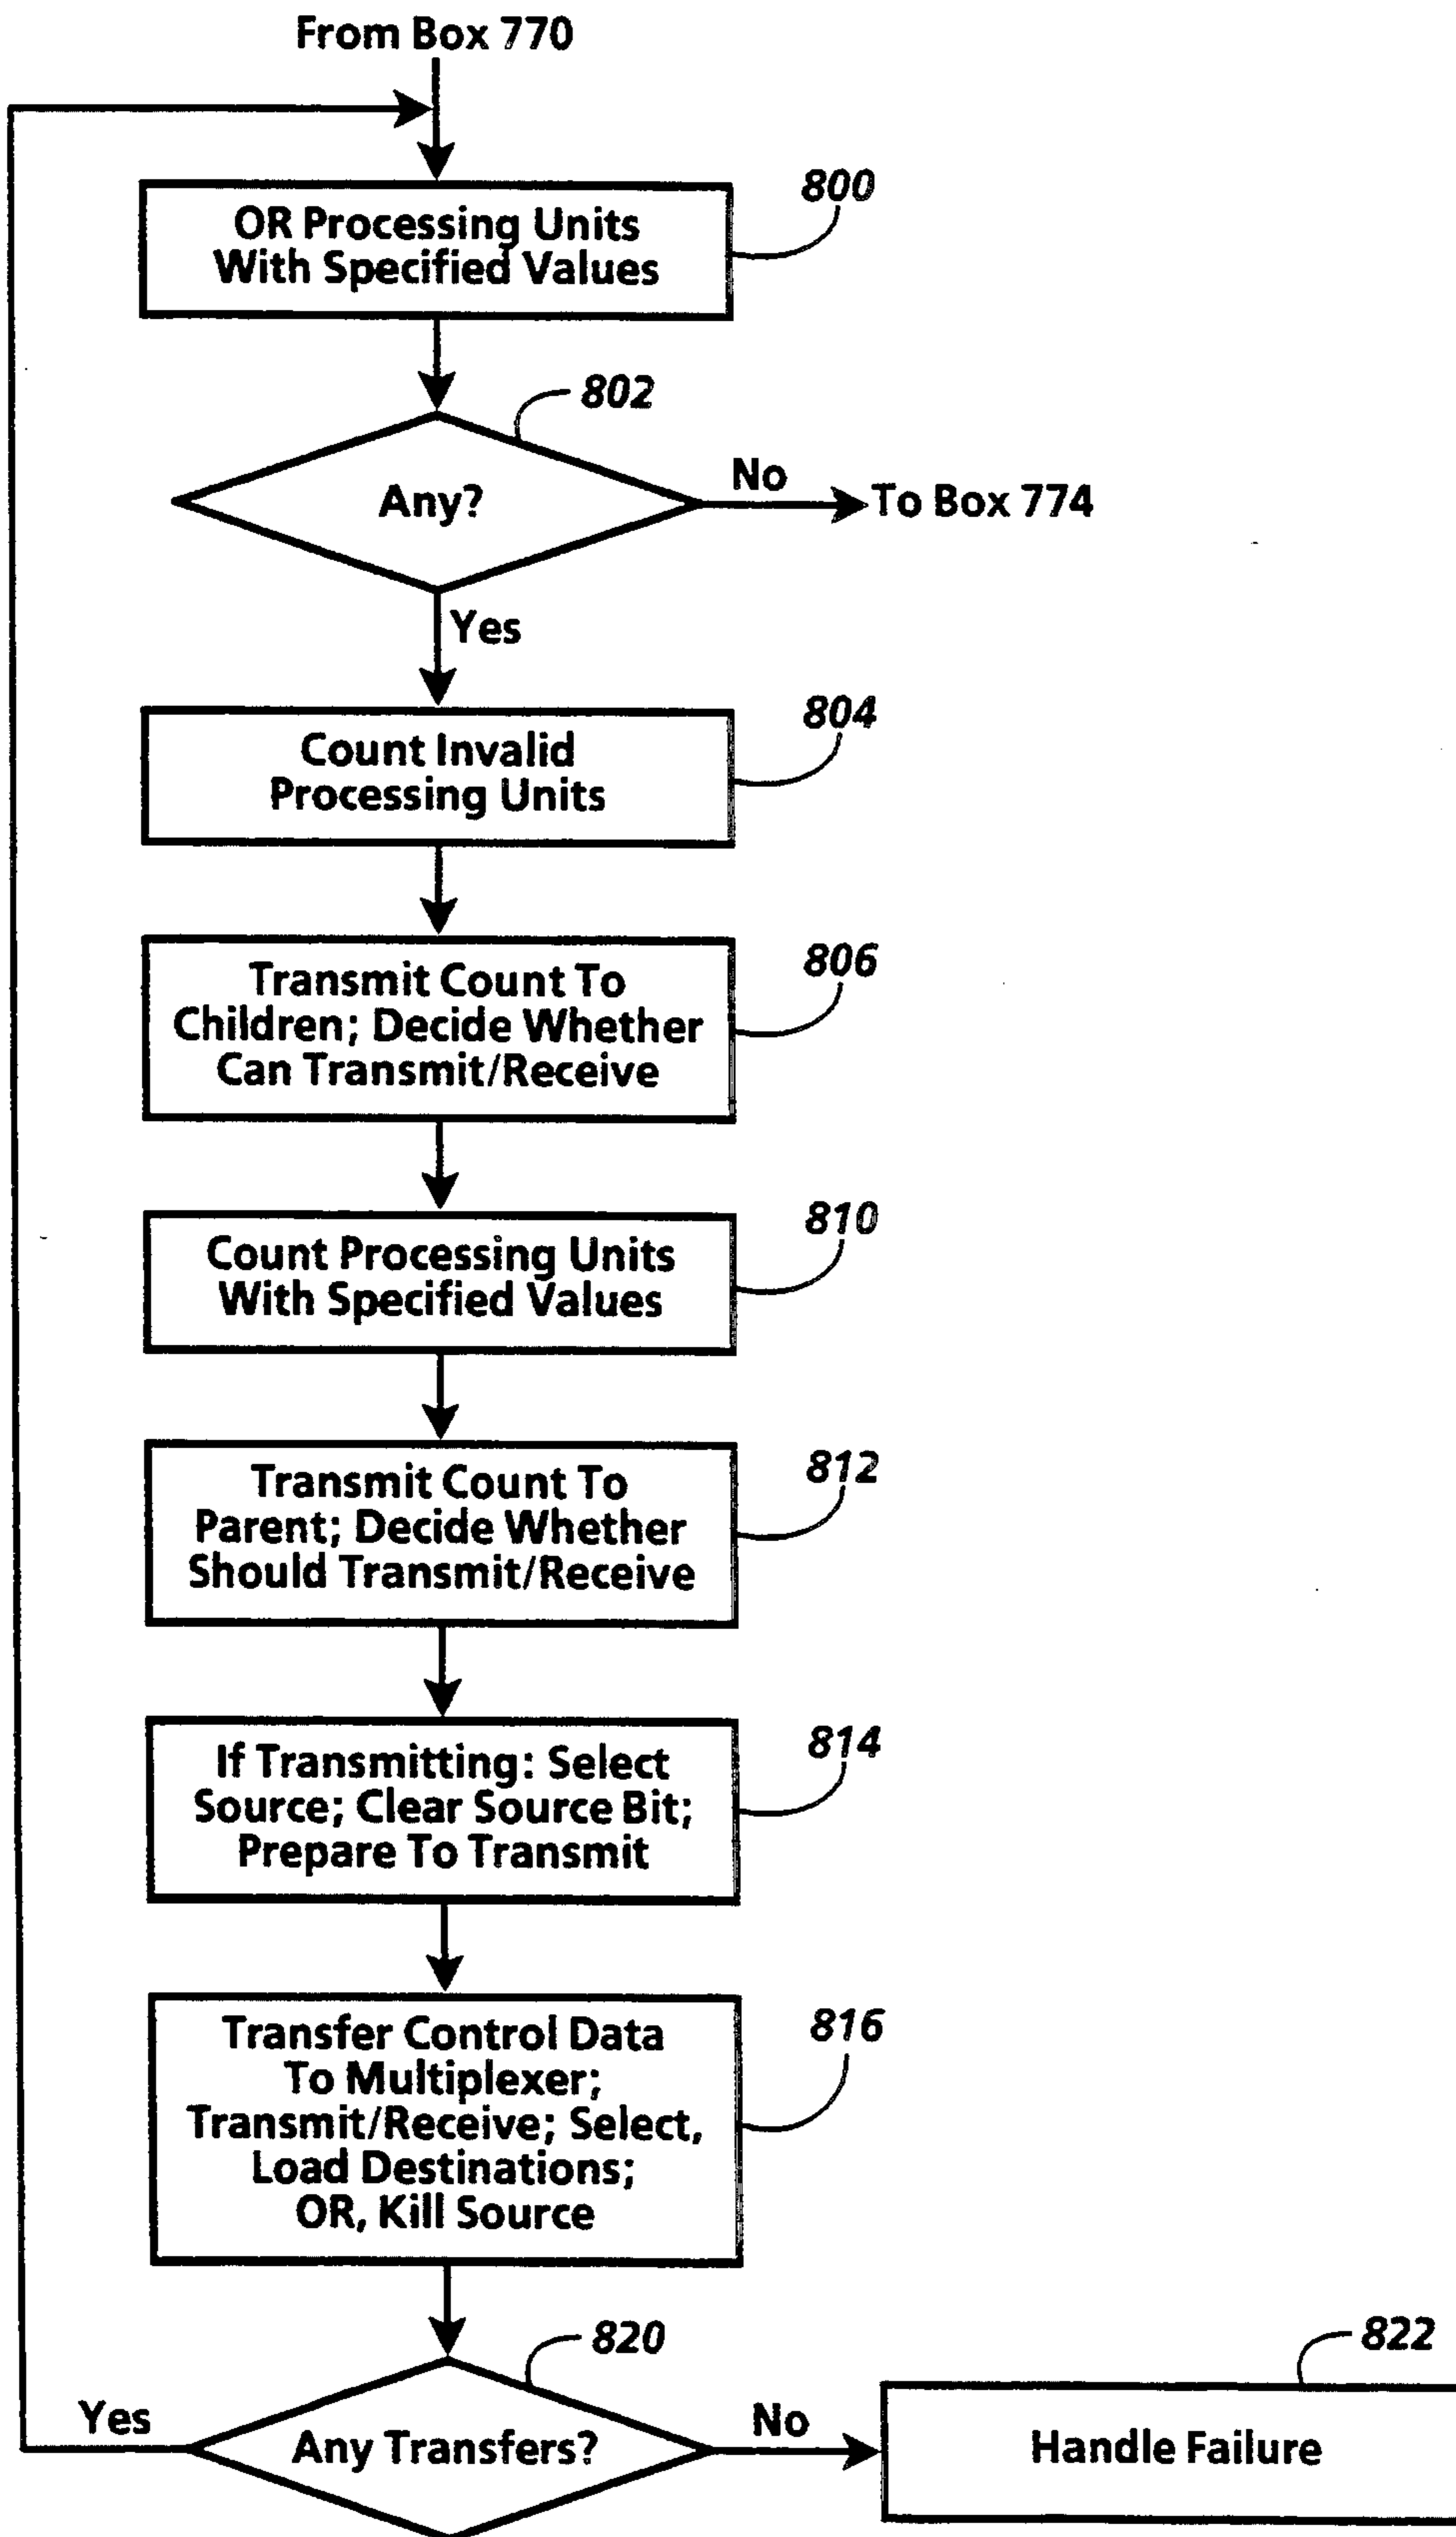 From Box 770
800
OR Processing Units
With Specified Values
802
Any?
No
To Box 774
Yes
804
Count Invalid
Processing Units
806
Transmit Count To
Children; Decide Whether
Can Transmit/Receive
810
Count Processing Units
With Specified Values
812
Transmit Count To
Parent; Decide Whether
Should Transmit/Receive
814
If Transmitting: Select
Source; Clear Source Bit;
Prepare To Transmit
816
Transfer Control Data
To Multiplexer;
Transmit/Receive; Select,
Load Destinations;
OR, Kill Source
820
822
Yes
Any Transfers?
No
Handle Failure